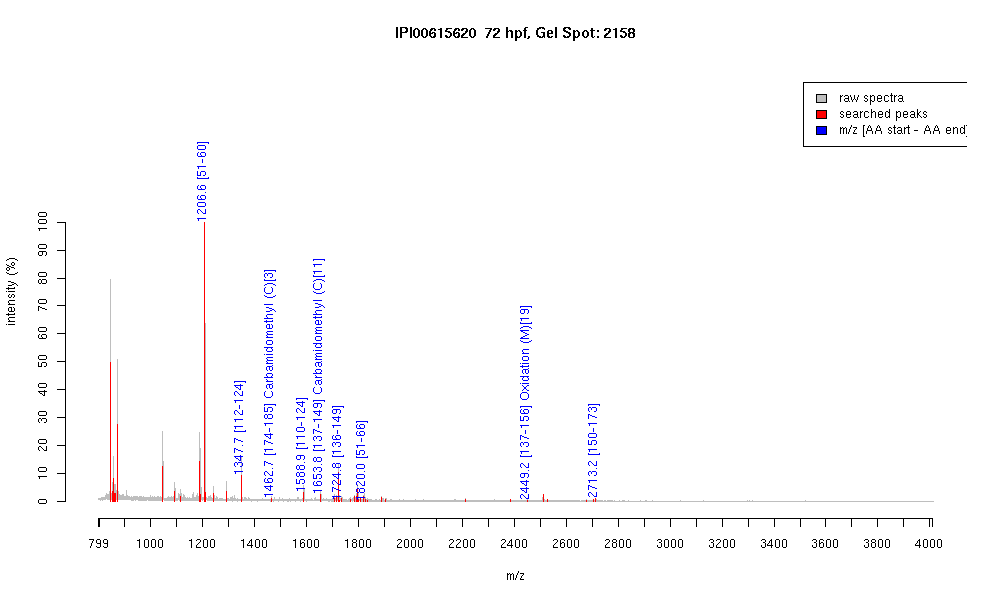 IPI00615620 72 hpf, Gel Spot: 2158
raw spectra
searched peaks
m/z [AA start - AA end]
1206.6 [51-60]
1347.7 [112-124]
1462.7 [174-185] Carbamidomethyl (C)[3]
1588.9 [110-124]
1653.8 [137-149] Carbamidomethyl (C)[11]
1724.8 [136-149]
1820.0 [51-66]
2449.2 [137-156] Oxidation (M)[19]
2713.2 [150-173]
intensity (%)
100
90
80
70
60
50
40
30
20
10
0
799 1000 1200 1400 1600 1800 2000 2200 2400 2600 2800 3000 3200 3400 3600 3800 4000
m/z